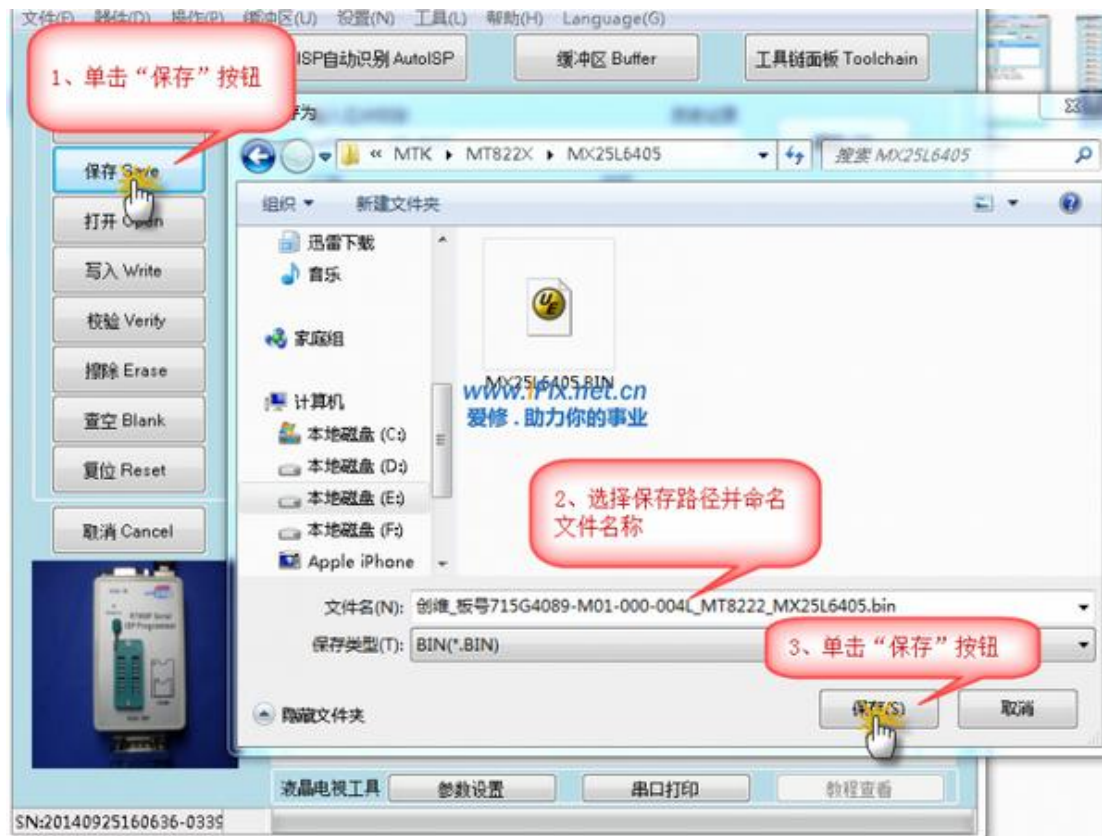 文件(F) 器件(D) 操作(P) 缓冲区(U) 设置(N) 工具(L) 帮助(H) Language(G)
ISP自动识别 AutoISP 缓冲区 Buffer 工具链面板 Toolchain
1、单击“保存”按钮
存为
« MTK ▸ MT822X ▸ MX25L6405 搜索 MX25L6405
保存 Save
组织 新建文件夹
打开 Open
迅雷下载
音乐
写入 Write
校验 Verify
家庭组
擦除 Erase
MX25L6405.BIN
www.iFix.net.cn
爱修 . 助力你的事业
计算机
查空 Blank
本地磁盘 (C:)
复位 Reset
本地磁盘 (D:)
本地磁盘 (E:)
2、选择保存路径并命名
文件名称
取消 Cancel
本地磁盘 (F:)
Apple iPhone
文件名(N): 创维_板号715G4089-M01-000-004L_MT8222_MX25L6405.bin
保存类型(T): BIN(*.BIN)
3、单击“保存”按钮
隐藏文件夹 保存(S) 取消
液晶电视工具 参数设置 串口打印 教程查看
SN:20140925160636-0339